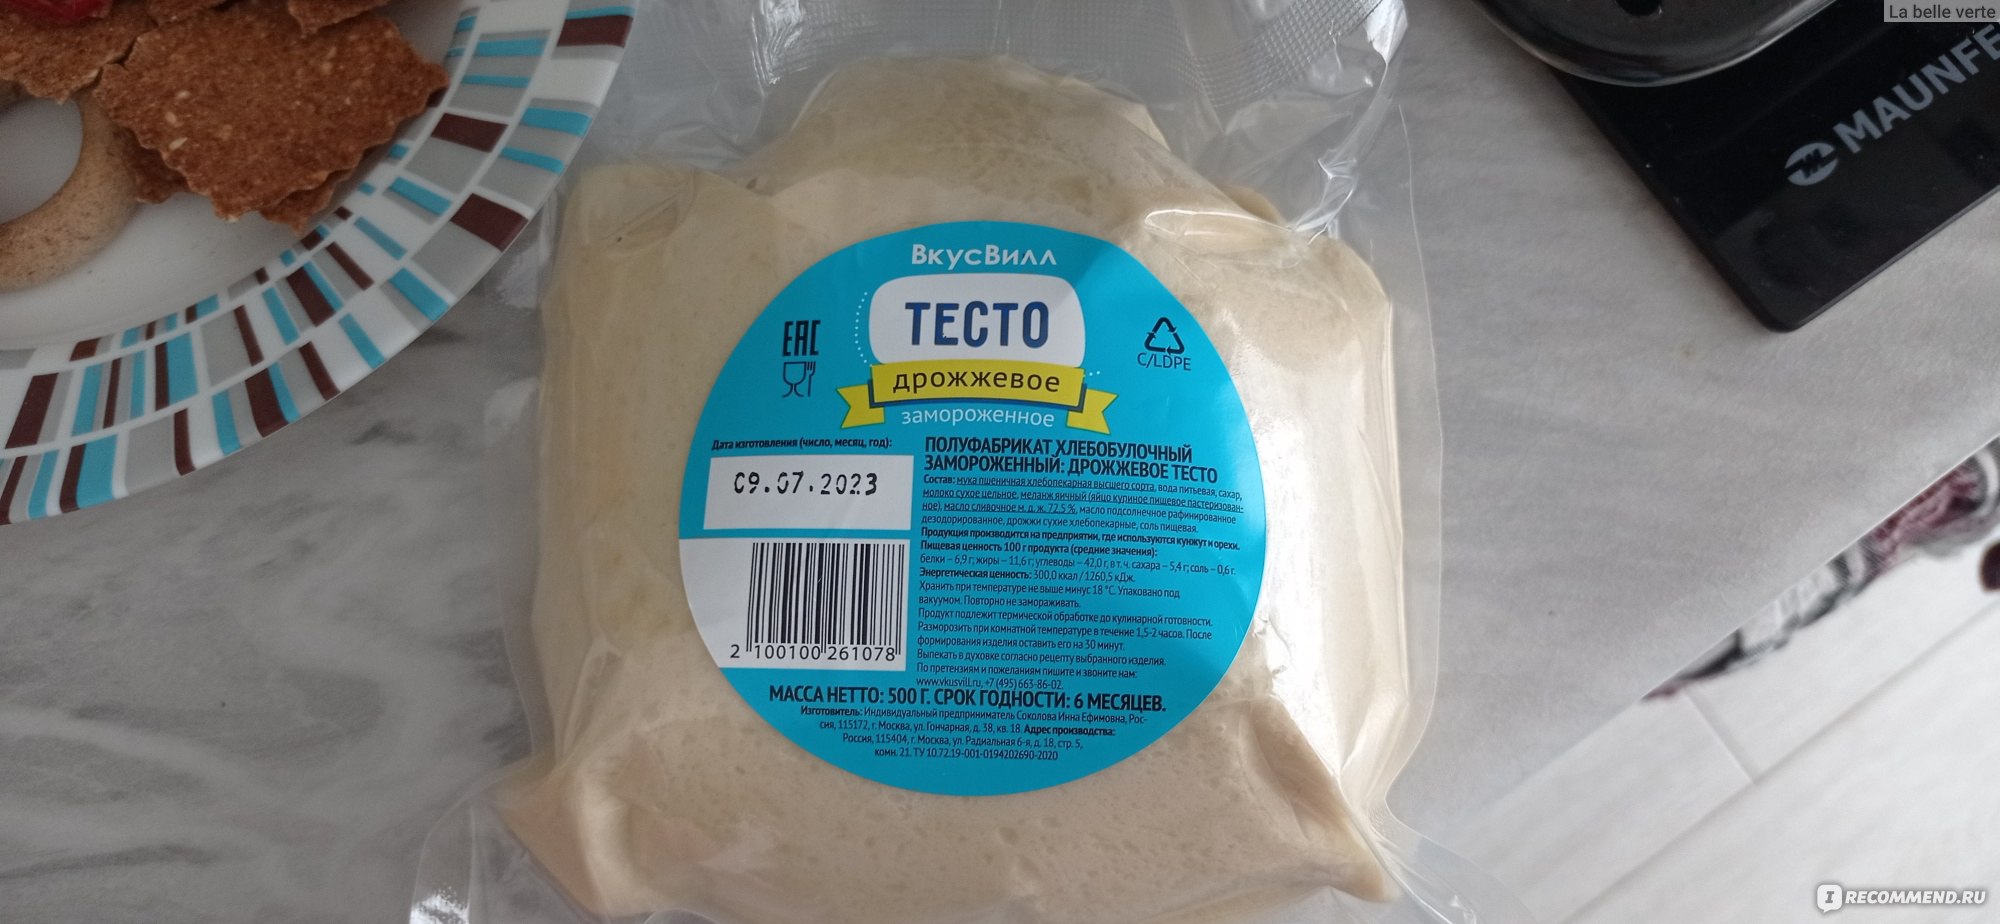 La belle verte
MAUNFE
ВкусВилл
ТЕСТО
дрожжевое
замороженное
EAC
C/LDPE
Дата изготовления (число, месяц, год):
09.07.2023
ПОЛУФАБРИКАТ ХЛЕБОБУЛОЧНЫЙ
ЗАМОРОЖЕННЫЙ: ДРОЖЖЕВОЕ ТЕСТО
Состав: мука пшеничная хлебопекарная высшего сорта, вода питьевая, сахар,
молоко сухое цельное, меланж яичный (яйцо куриное пищевое пастеризован-
ное), масло сливочное м. д. ж. 72,5 %, масло подсолнечное рафинированное
дезодорированное, дрожжи сухие хлебопекарные, соль пищевая.
Продукция производится на предприятии, где используются кунжут и орехи.
Пищевая ценность 100 г продукта (средние значения):
белки – 6,9 г; жиры – 11,6 г; углеводы – 42,0 г, в т. ч. сахара – 5,4 г; соль – 0,6 г.
Энергетическая ценность: 300,0 ккал / 1260,5 кДж.
Хранить при температуре не выше минус 18 °С. Упаковано под
вакуумом. Повторно не замораживать.
Продукт подлежит термической обработке до кулинарной готовности.
Разморозить при комнатной температуре в течение 1,5-2 часов. После
формирования изделия оставить его на 30 минут.
Выпекать в духовке согласно рецепту выбранного изделия.
По претензиям и пожеланиям пишите и звоните нам:
www.vkusvill.ru, +7 (495) 663-86-02.
2 100100 261078
МАССА НЕТТО: 500 Г. СРОК ГОДНОСТИ: 6 МЕСЯЦЕВ.
Изготовитель: Индивидуальный предприниматель Соколова Инна Ефимовна, Рос-
сия, 115172, г. Москва, ул. Гончарная, д. 38, кв. 18. Адрес производства:
Россия, 115404, г. Москва, ул. Радиальная 6-я, д. 18, стр. 5,
комн. 21. ТУ 10.72.19-001-0194202690-2020
IRECOMMEND.RU